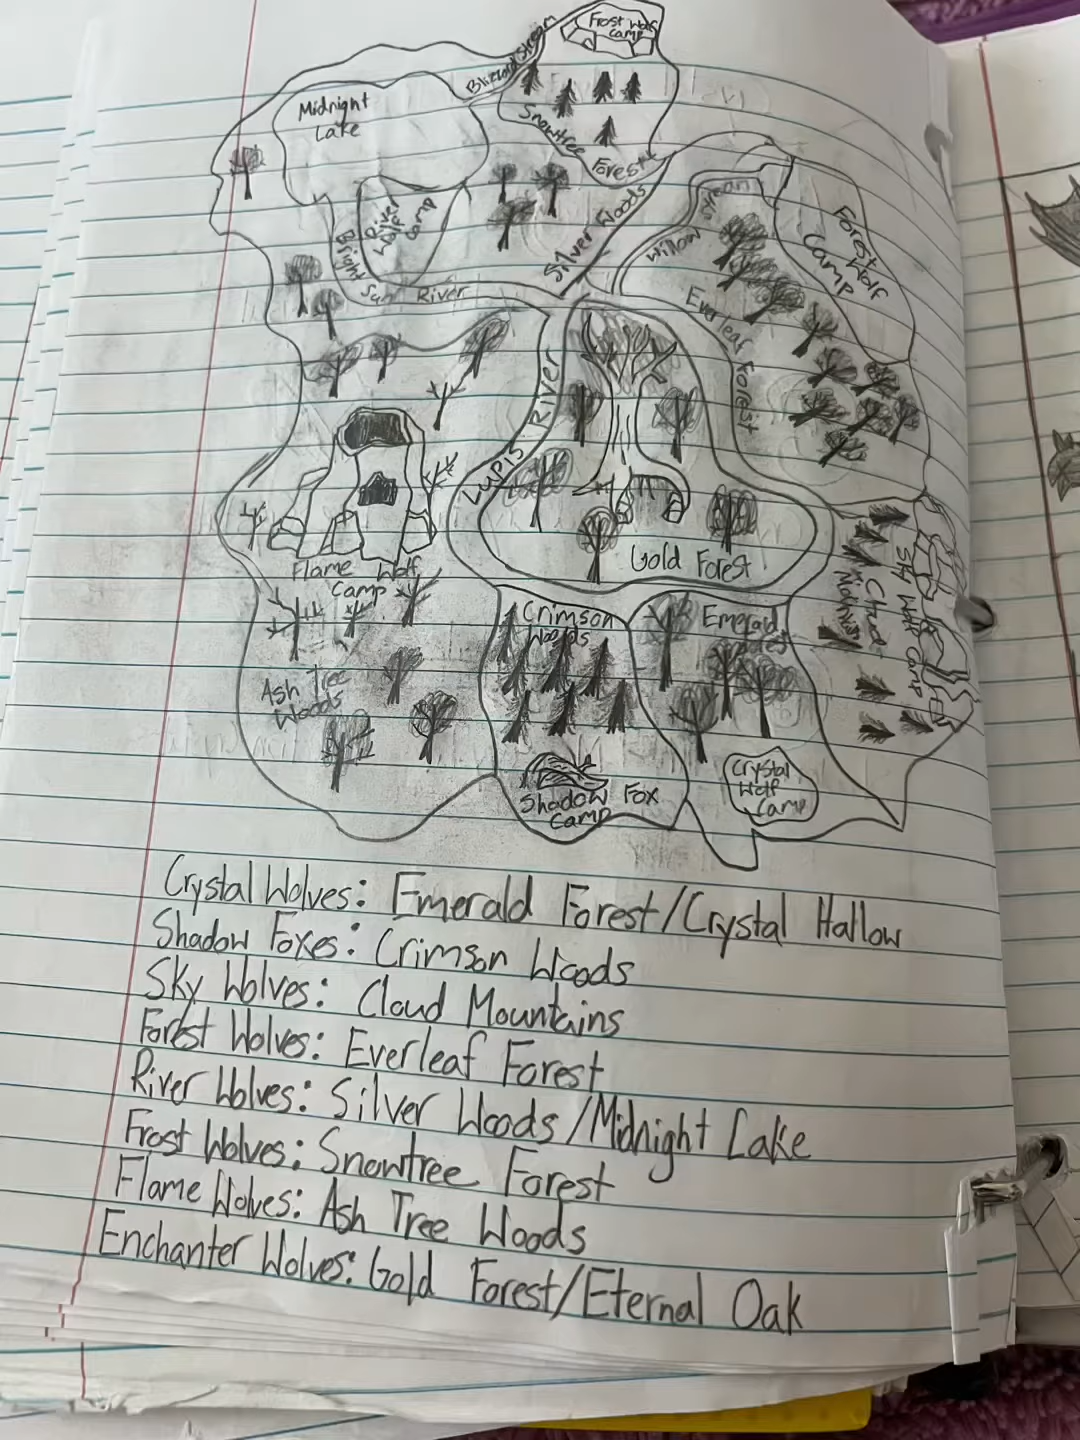 Frost Wolf
Camp
Blizzard Stream
Midnight
Lake
Snowtree Forest
River
Wolf
Camp
Silver Woods
Bright Sun River
Willow Stream
Forest Wolf
Camp
Everleaf Forest
Lupis River
Gold Forest
Flame Wolf
Camp
Crimson
Woods
Emerald
Forest
Cloud
Sky Wolf Camp
Ash Tree
Woods
Shadow Fox
Camp
Crystal
Wolf
Camp
Crystal Wolves: Emerald Forest/Crystal Hallow
Shadow Foxes: Crimson Woods
Sky Wolves: Cloud Mountains
Forest Wolves: Everleaf Forest
River Wolves: Silver Woods/Midnight Lake
Frost Wolves: Snowtree Forest
Flame Wolves: Ash Tree Woods
Enchanter Wolves: Gold Forest/Eternal Oak